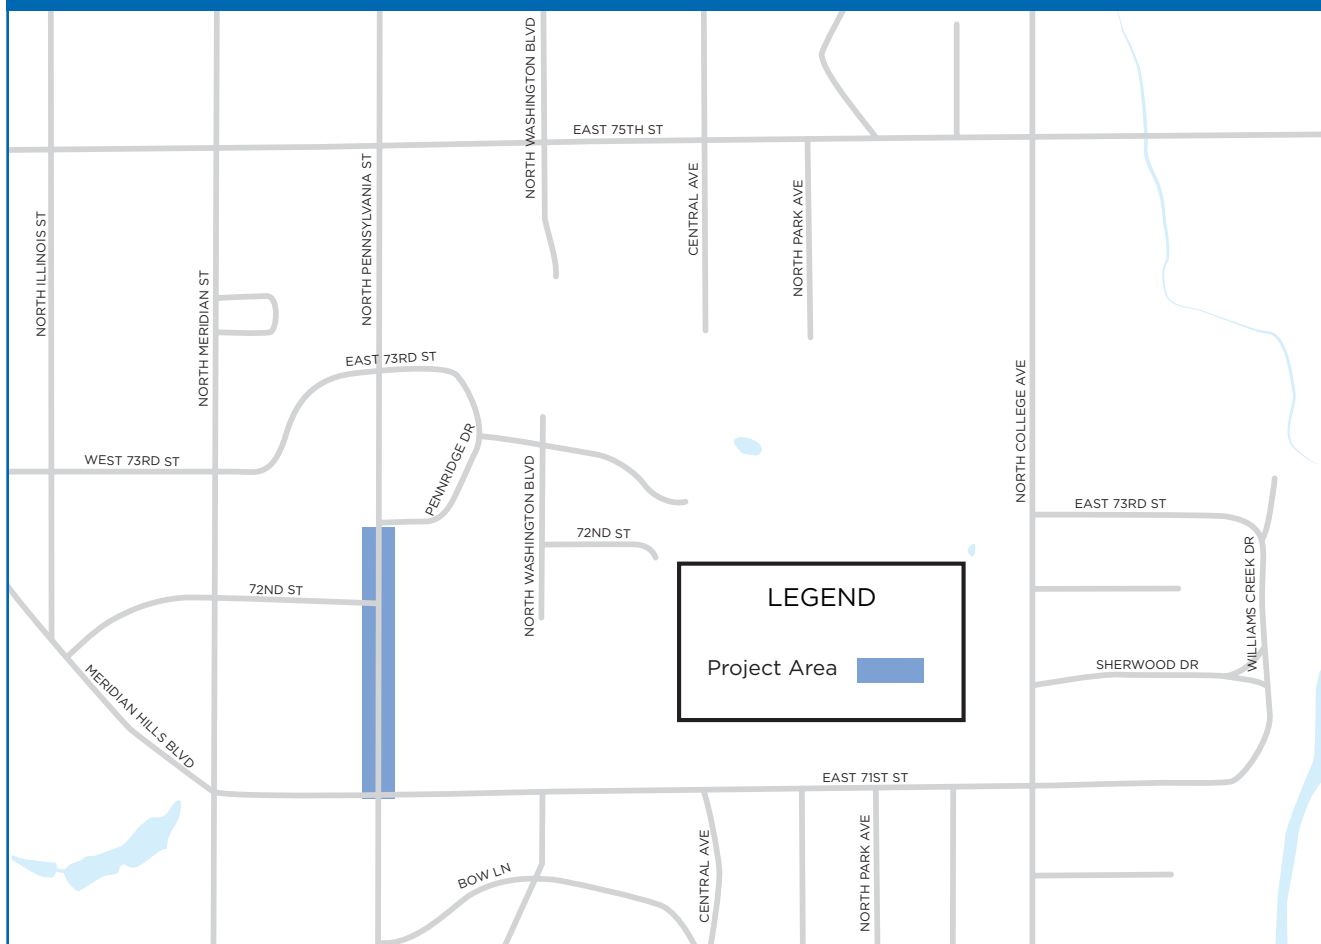 NORTH WASHINGTON BLVD
EAST 75TH ST
NORTH PENNSYLVANIA ST
CENTRAL AVE
NORTH PARK AVE
NORTH ILLINOIS ST
NORTH MERIDIAN ST
EAST 73RD ST
NORTH COLLEGE AVE
WEST 73RD ST
PENNRIDGE DR
NORTH WASHINGTON BLVD
EAST 73RD ST
72ND ST
WILLIAMS CREEK DR
72ND ST
LEGEND
Project Area
SHERWOOD DR
MERIDIAN HILLS BLVD
EAST 71ST ST
CENTRAL AVE
NORTH PARK AVE
BOW LN